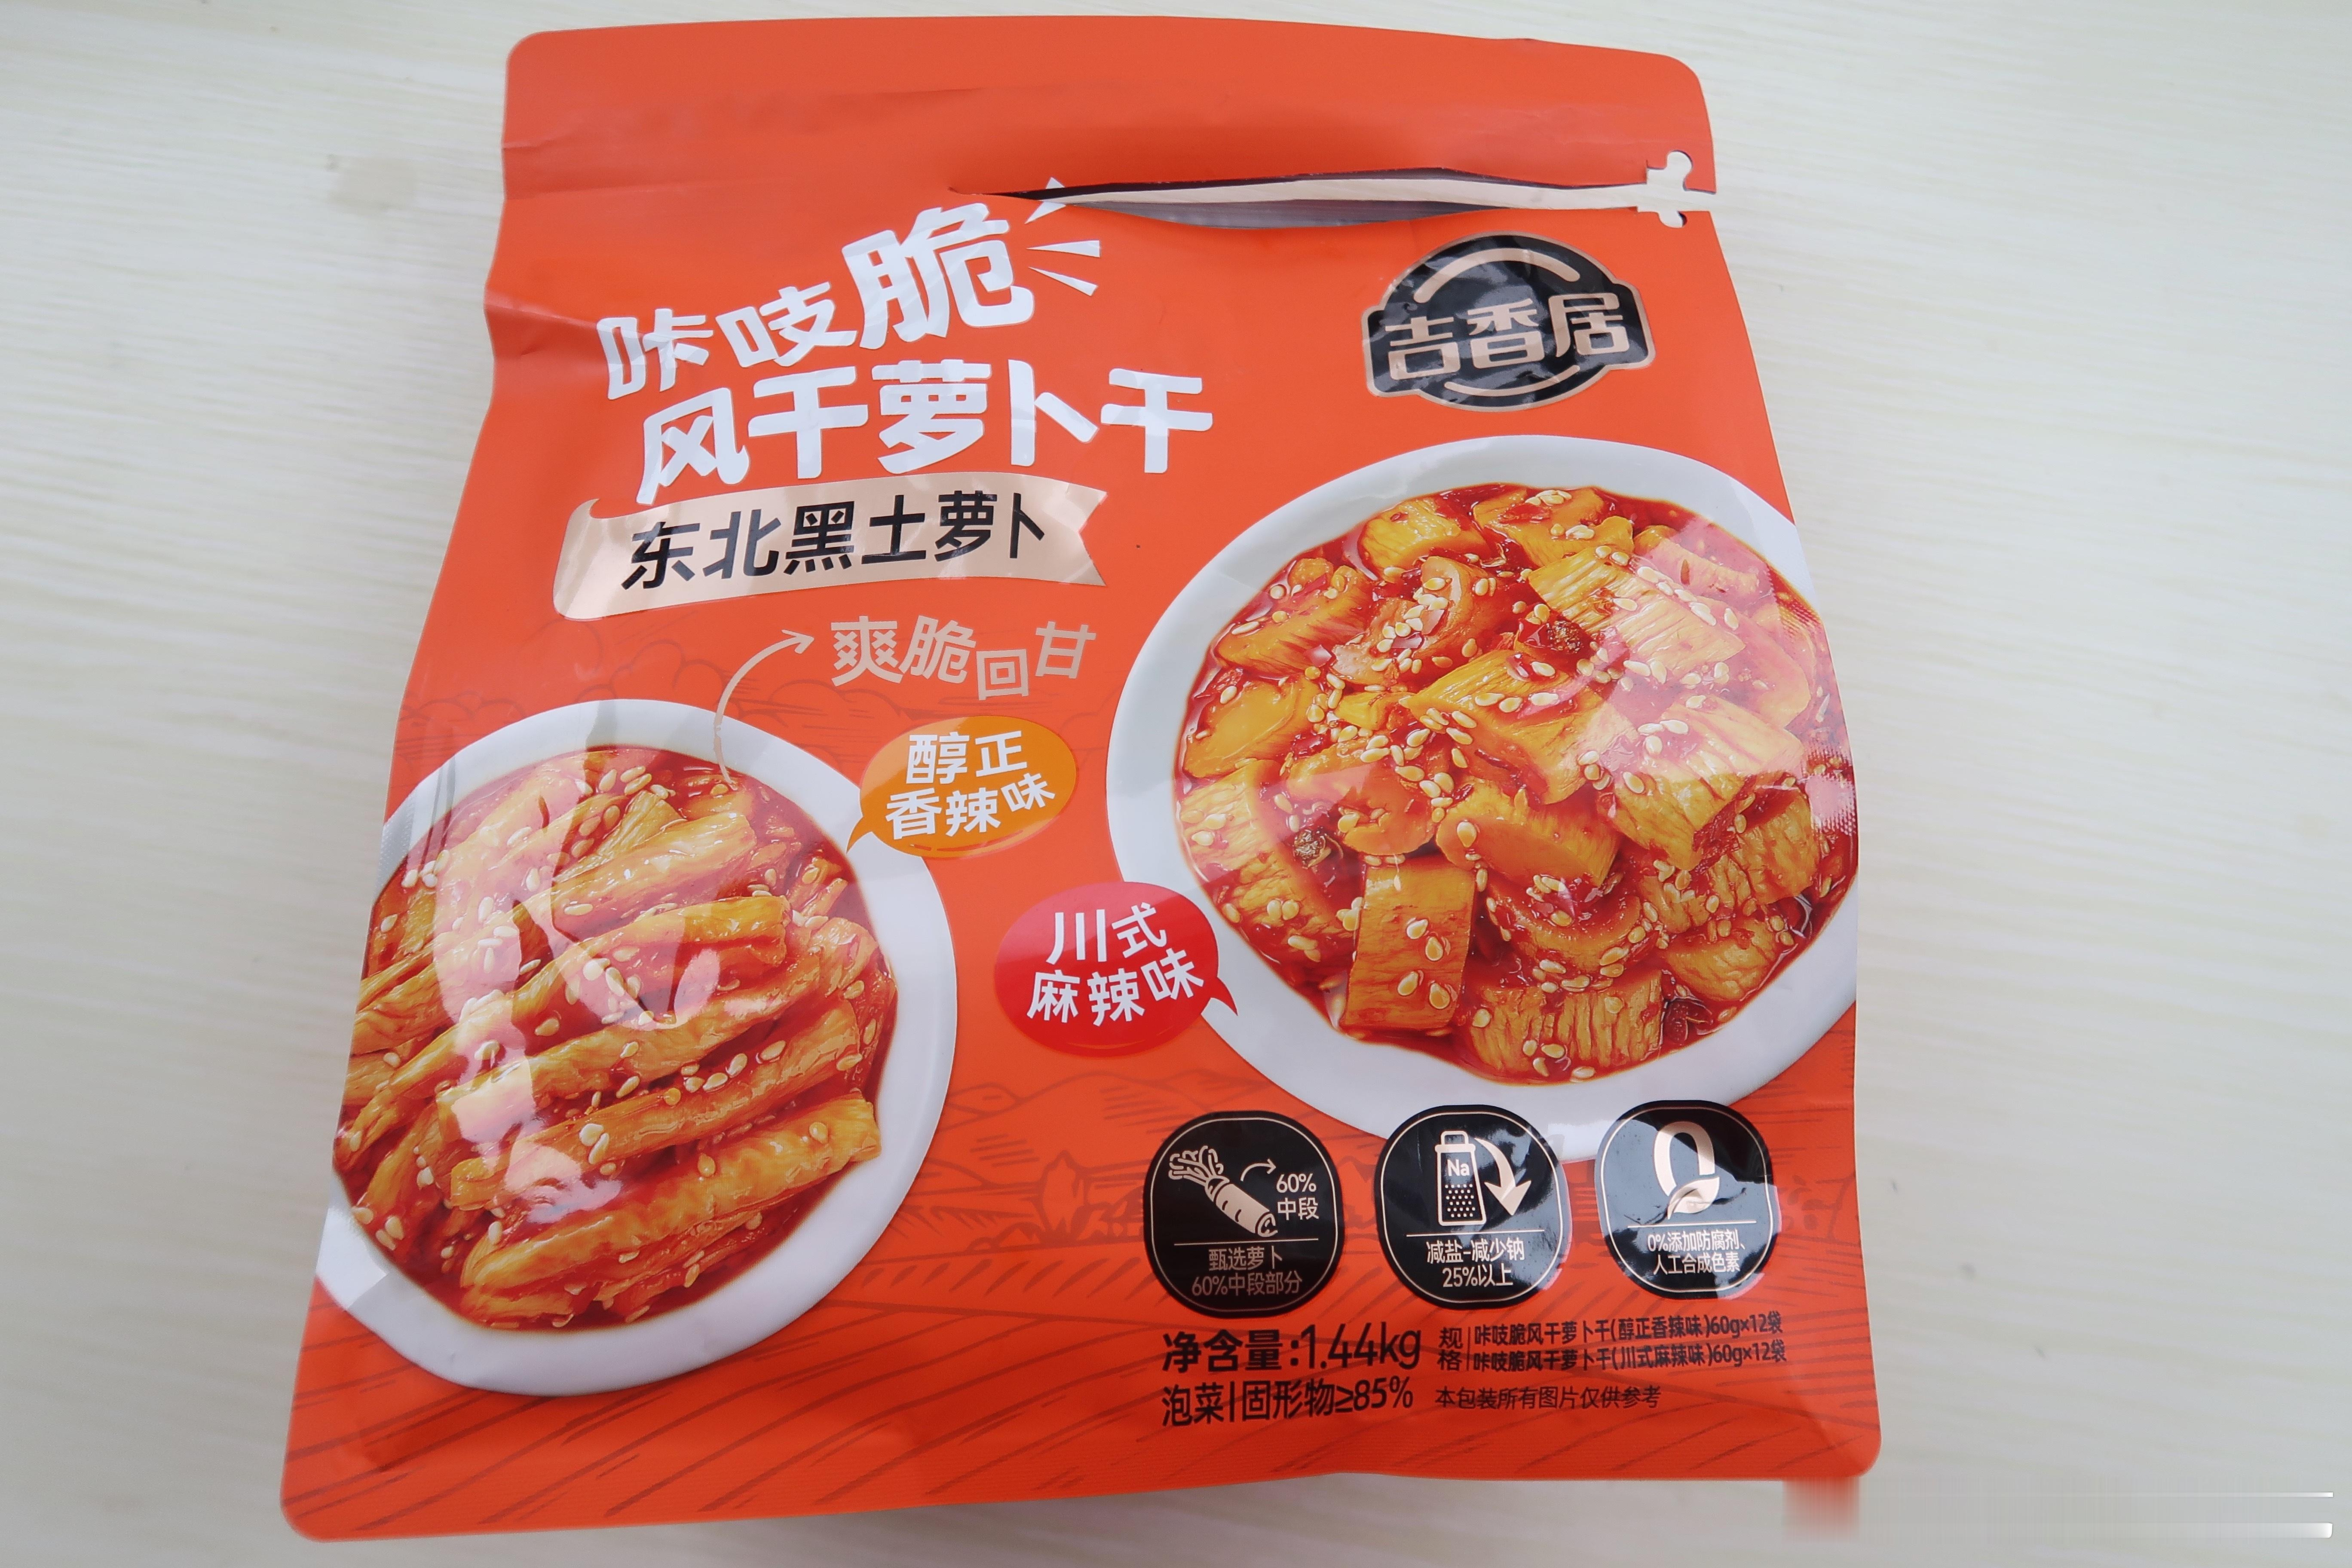 咔吱脆
风干萝卜干
吉香居
东北黑土萝卜
爽脆回甘
醇正
香辣味
川式
麻辣味
60%
中段
甄选萝卜
60%中段部分
Na
减盐-减少钠
25%以上
0
0%添加防腐剂、
人工合成色素
净含量:1.44kg
泡菜|固形物≥85%
规格|咔吱脆风干萝卜干(醇正香辣味)60g×12袋
咔吱脆风干萝卜干(川式麻辣味)60g×12袋
本包装所有图片仅供参考